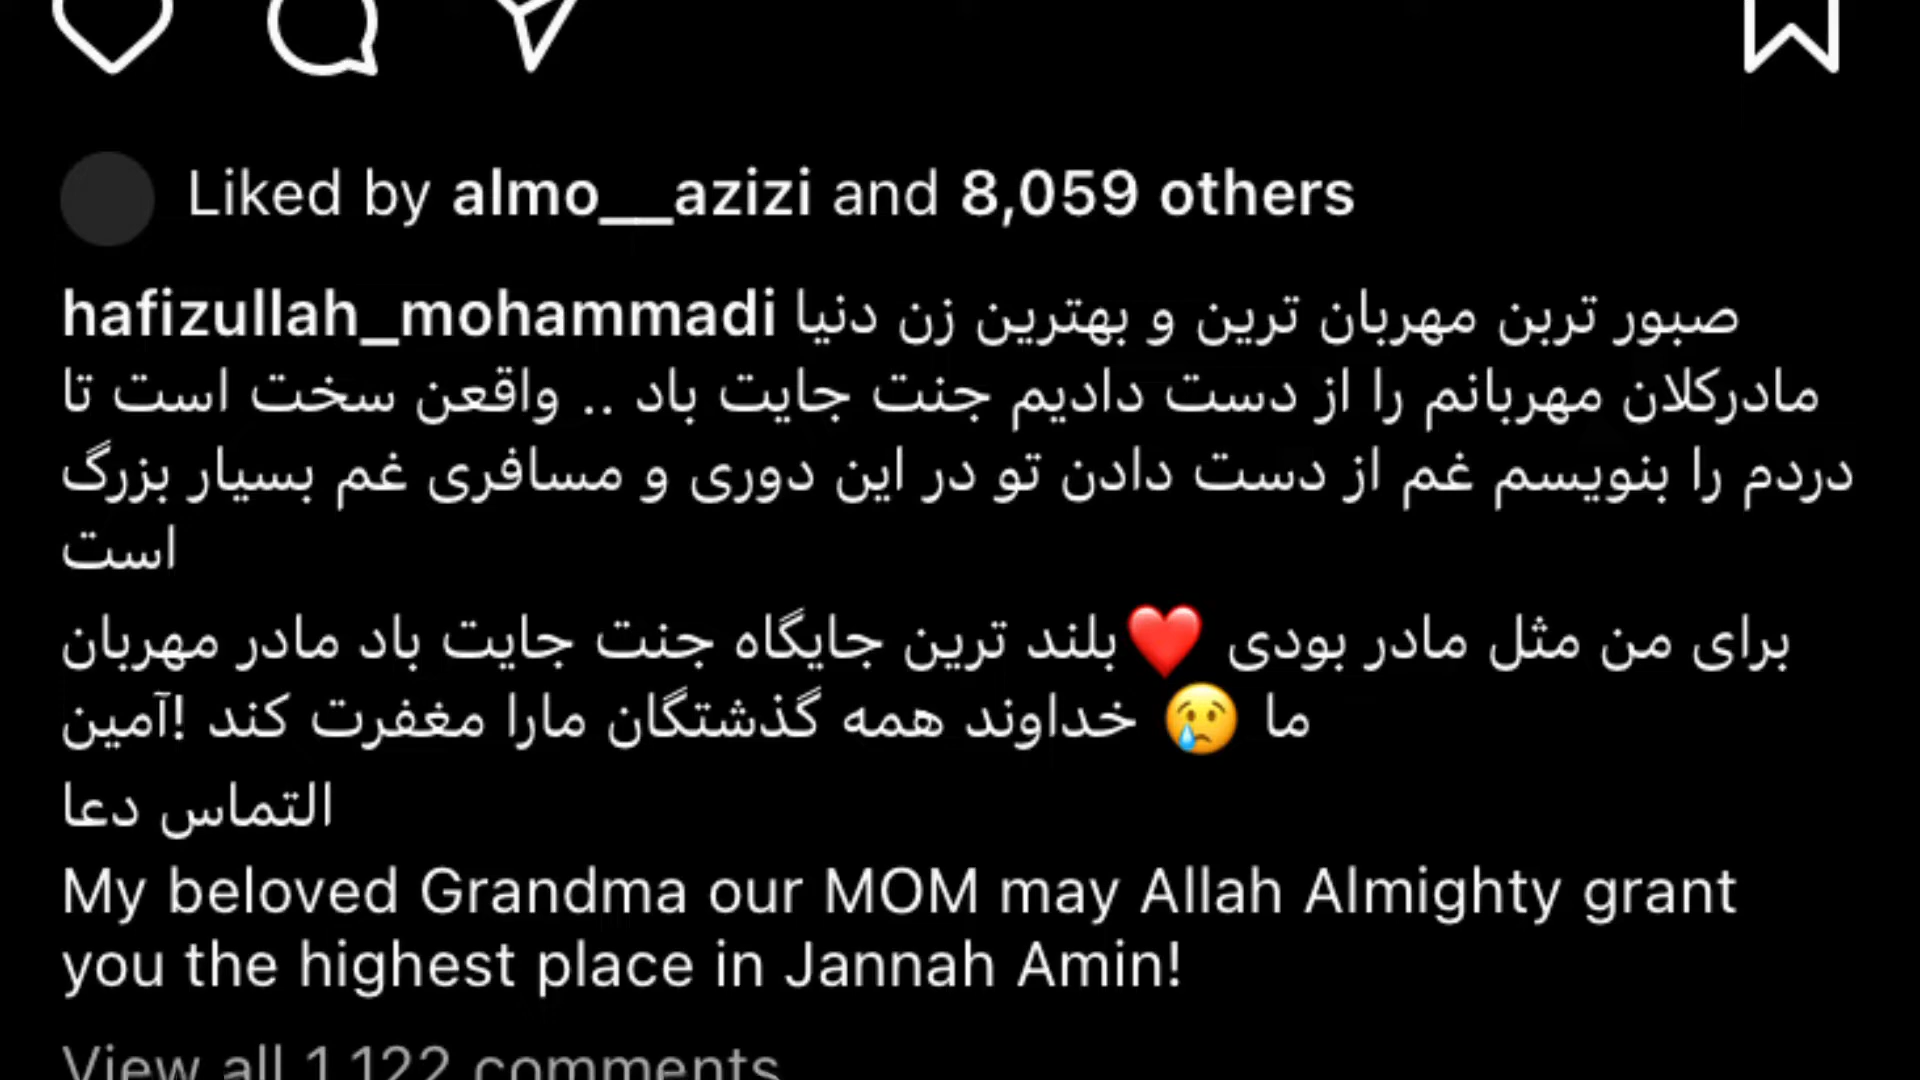 Liked by almo__azizi and 8,059 others
hafizullah_mohammadi صبور تربن مهربان ترین و بهترین زن دنیا
مادرکلان مهربانم را از دست دادیم جنت جایت باد .. واقعن سخت است تا
دردم را بنویسم غم از دست دادن تو در این دوری و مسافری غم بسیار بزرگ
است
برای من مثل مادر بودی ❤️بلند ترین جایگاه جنت جایت باد مادر مهربان
ما 😢 خداوند همه گذشتگان مارا مغفرت کند !آمین
التماس دعا
My beloved Grandma our MOM may Allah Almighty grant
you the highest place in Jannah Amin!
View all 1,122 comments